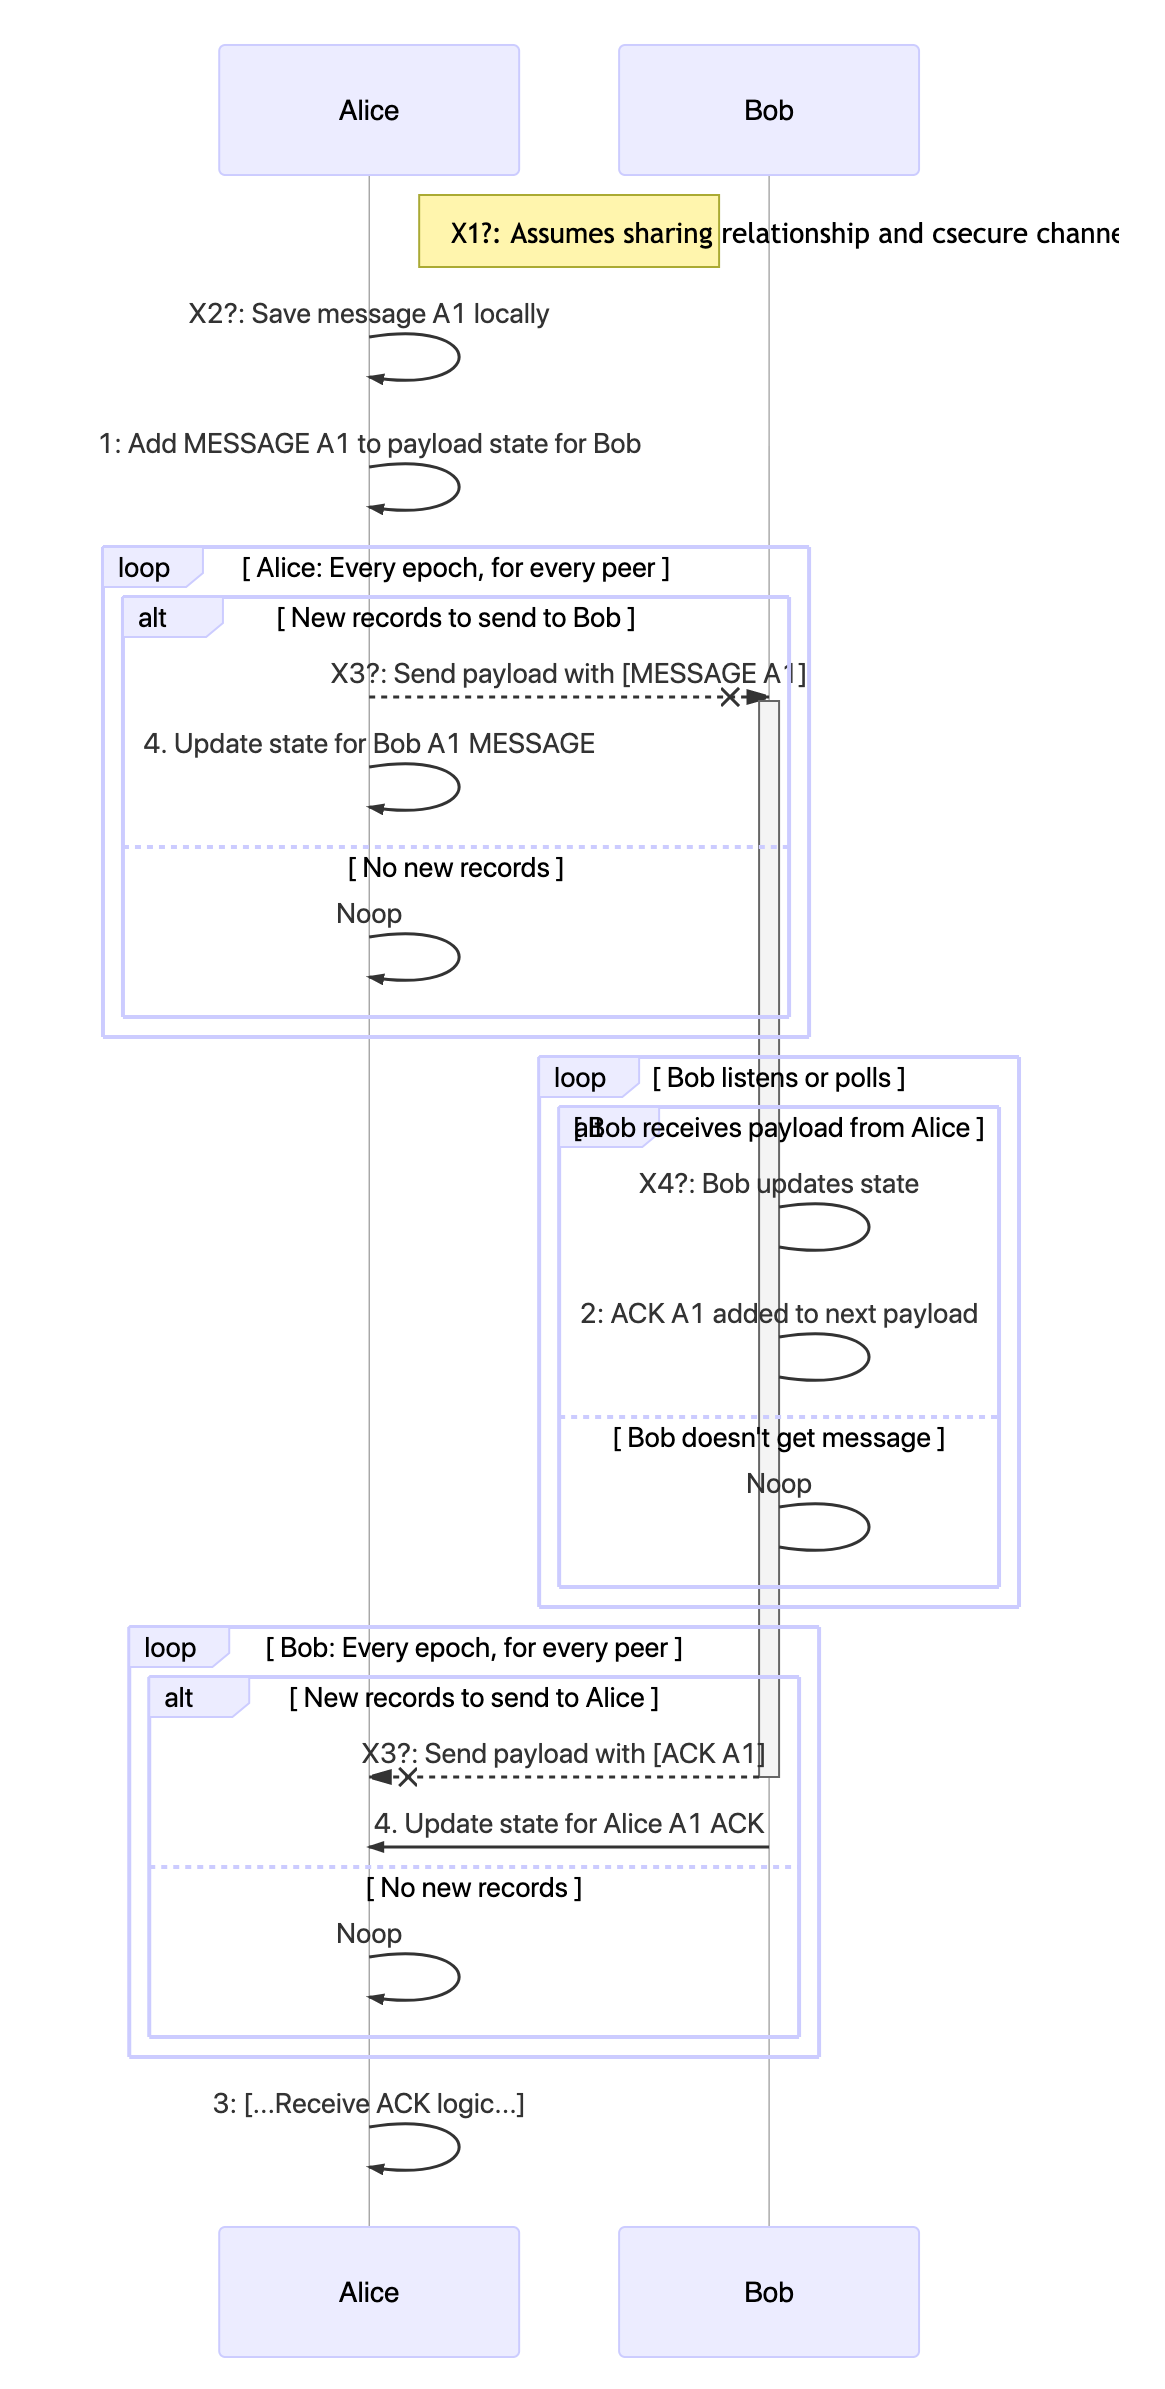 Alice
Bob
X1?: Assumes sharing relationship and csecure channe
X2?: Save message A1 locally
1: Add MESSAGE A1 to payload state for Bob
loop
[ Alice: Every epoch, for every peer ]
alt
[ New records to send to Bob ]
X3?: Send payload with [MESSAGE A1]
4. Update state for Bob A1 MESSAGE
[ No new records ]
Noop
loop
[ Bob listens or polls ]
alt
[ Bob receives payload from Alice ]
X4?: Bob updates state
2: ACK A1 added to next payload
[ Bob doesn't get message ]
Noop
loop
[ Bob: Every epoch, for every peer ]
alt
[ New records to send to Alice ]
X3?: Send payload with [ACK A1]
4. Update state for Alice A1 ACK
[ No new records ]
Noop
3: [...Receive ACK logic...]
Alice
Bob